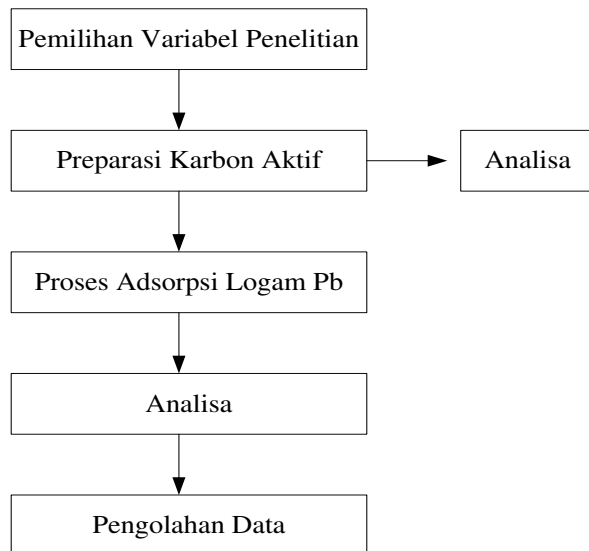 Pemilihan Variabel Penelitian
Preparasi Karbon Aktif
Analisa
Proses Adsorpsi Logam Pb
Analisa
Pengolahan Data